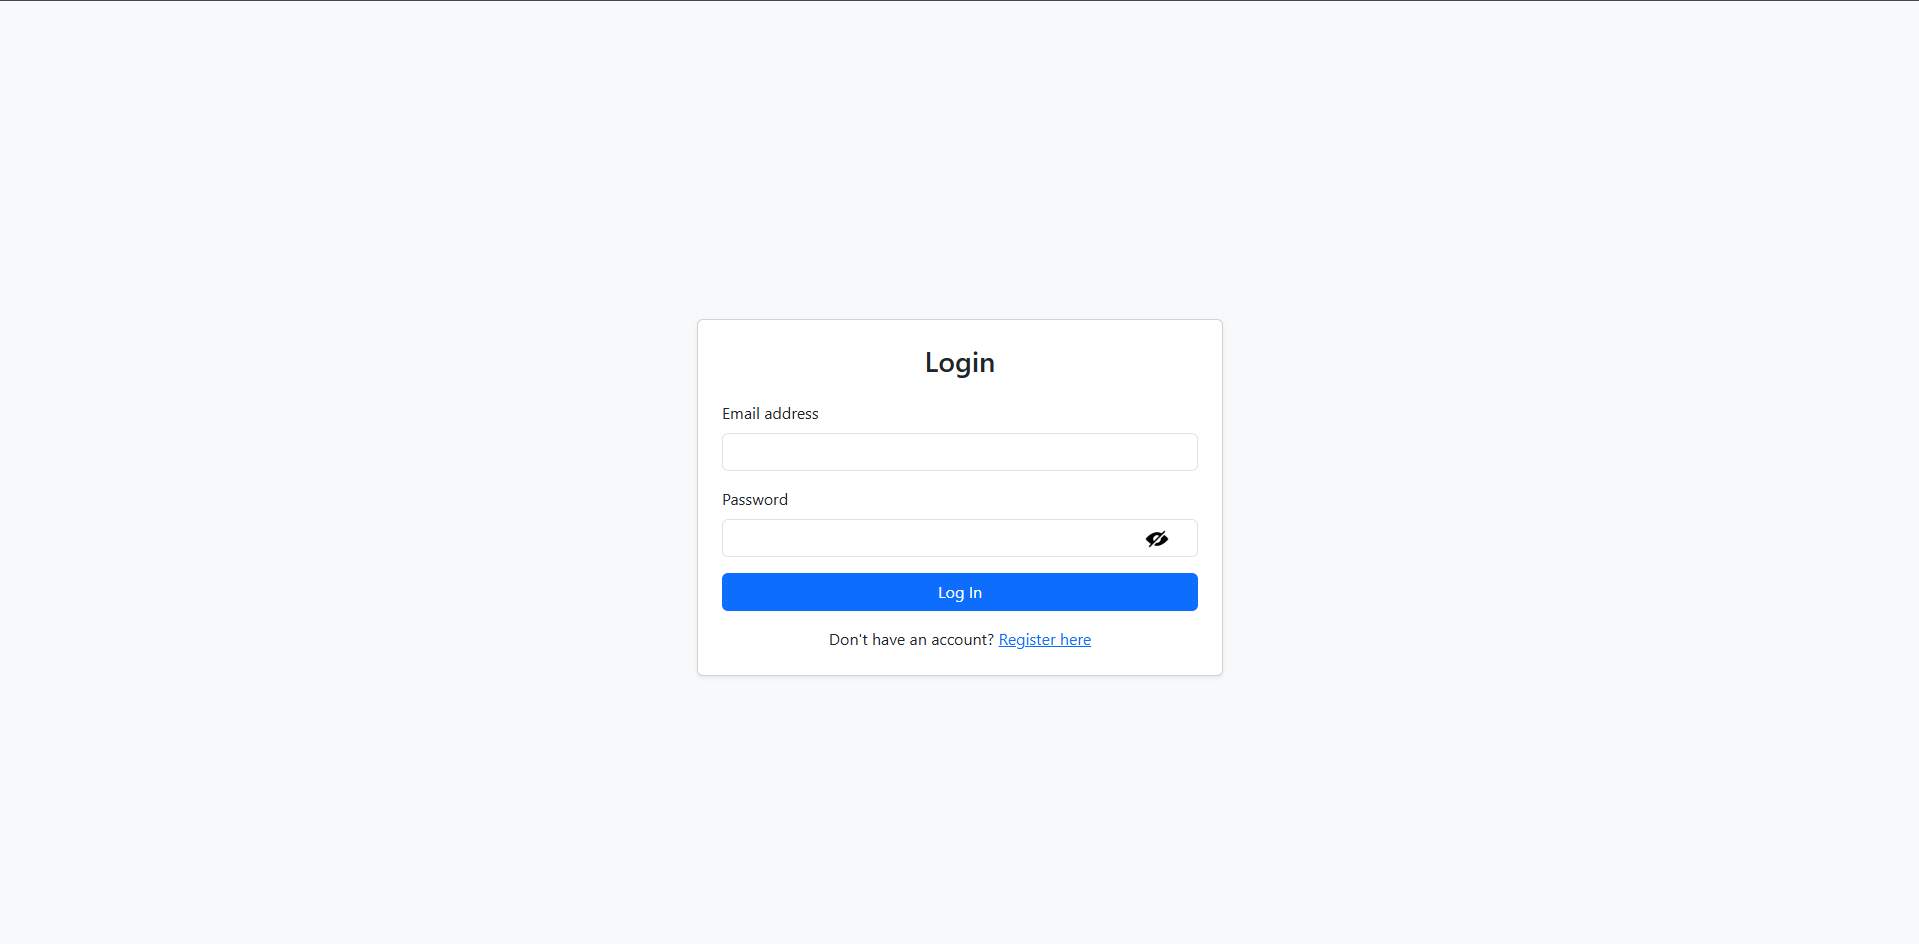 Login
Email address
Password
Log In
Don't have an account? Register here